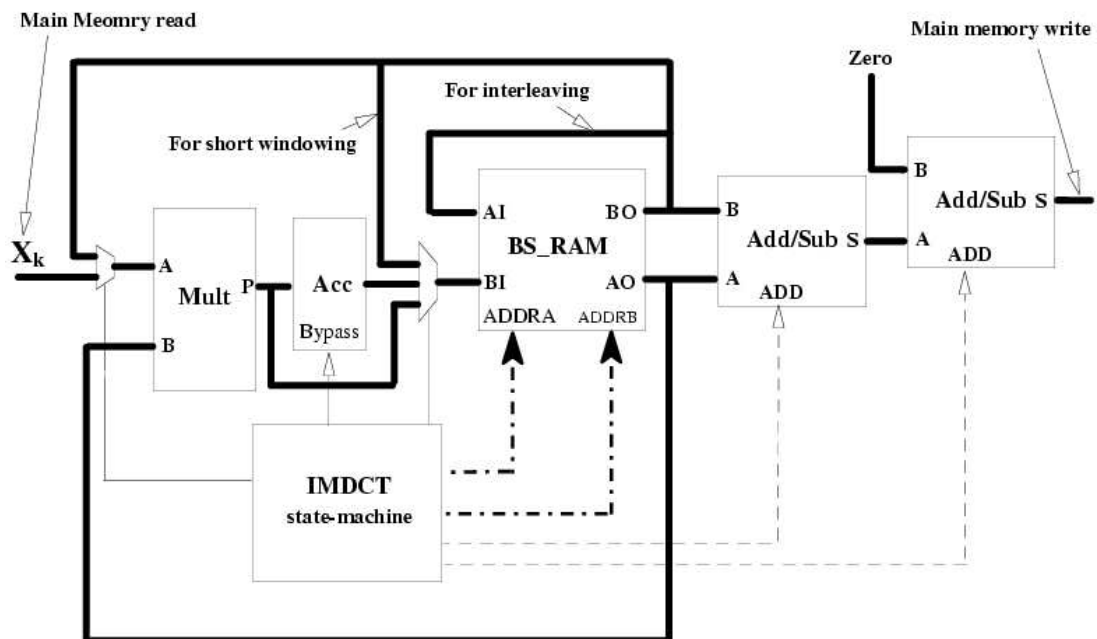 Main Meomry read
Main memory write
Zero
For interleaving
For short windowing
B
Add/Sub S
A
ADD
AI
BO
BS_RAM
BI
AO
ADDRA
ADDRB
B
Add/Sub S
A
ADD
Xk
A
Mult
P
B
Acc
Bypass
IMDCT
state-machine